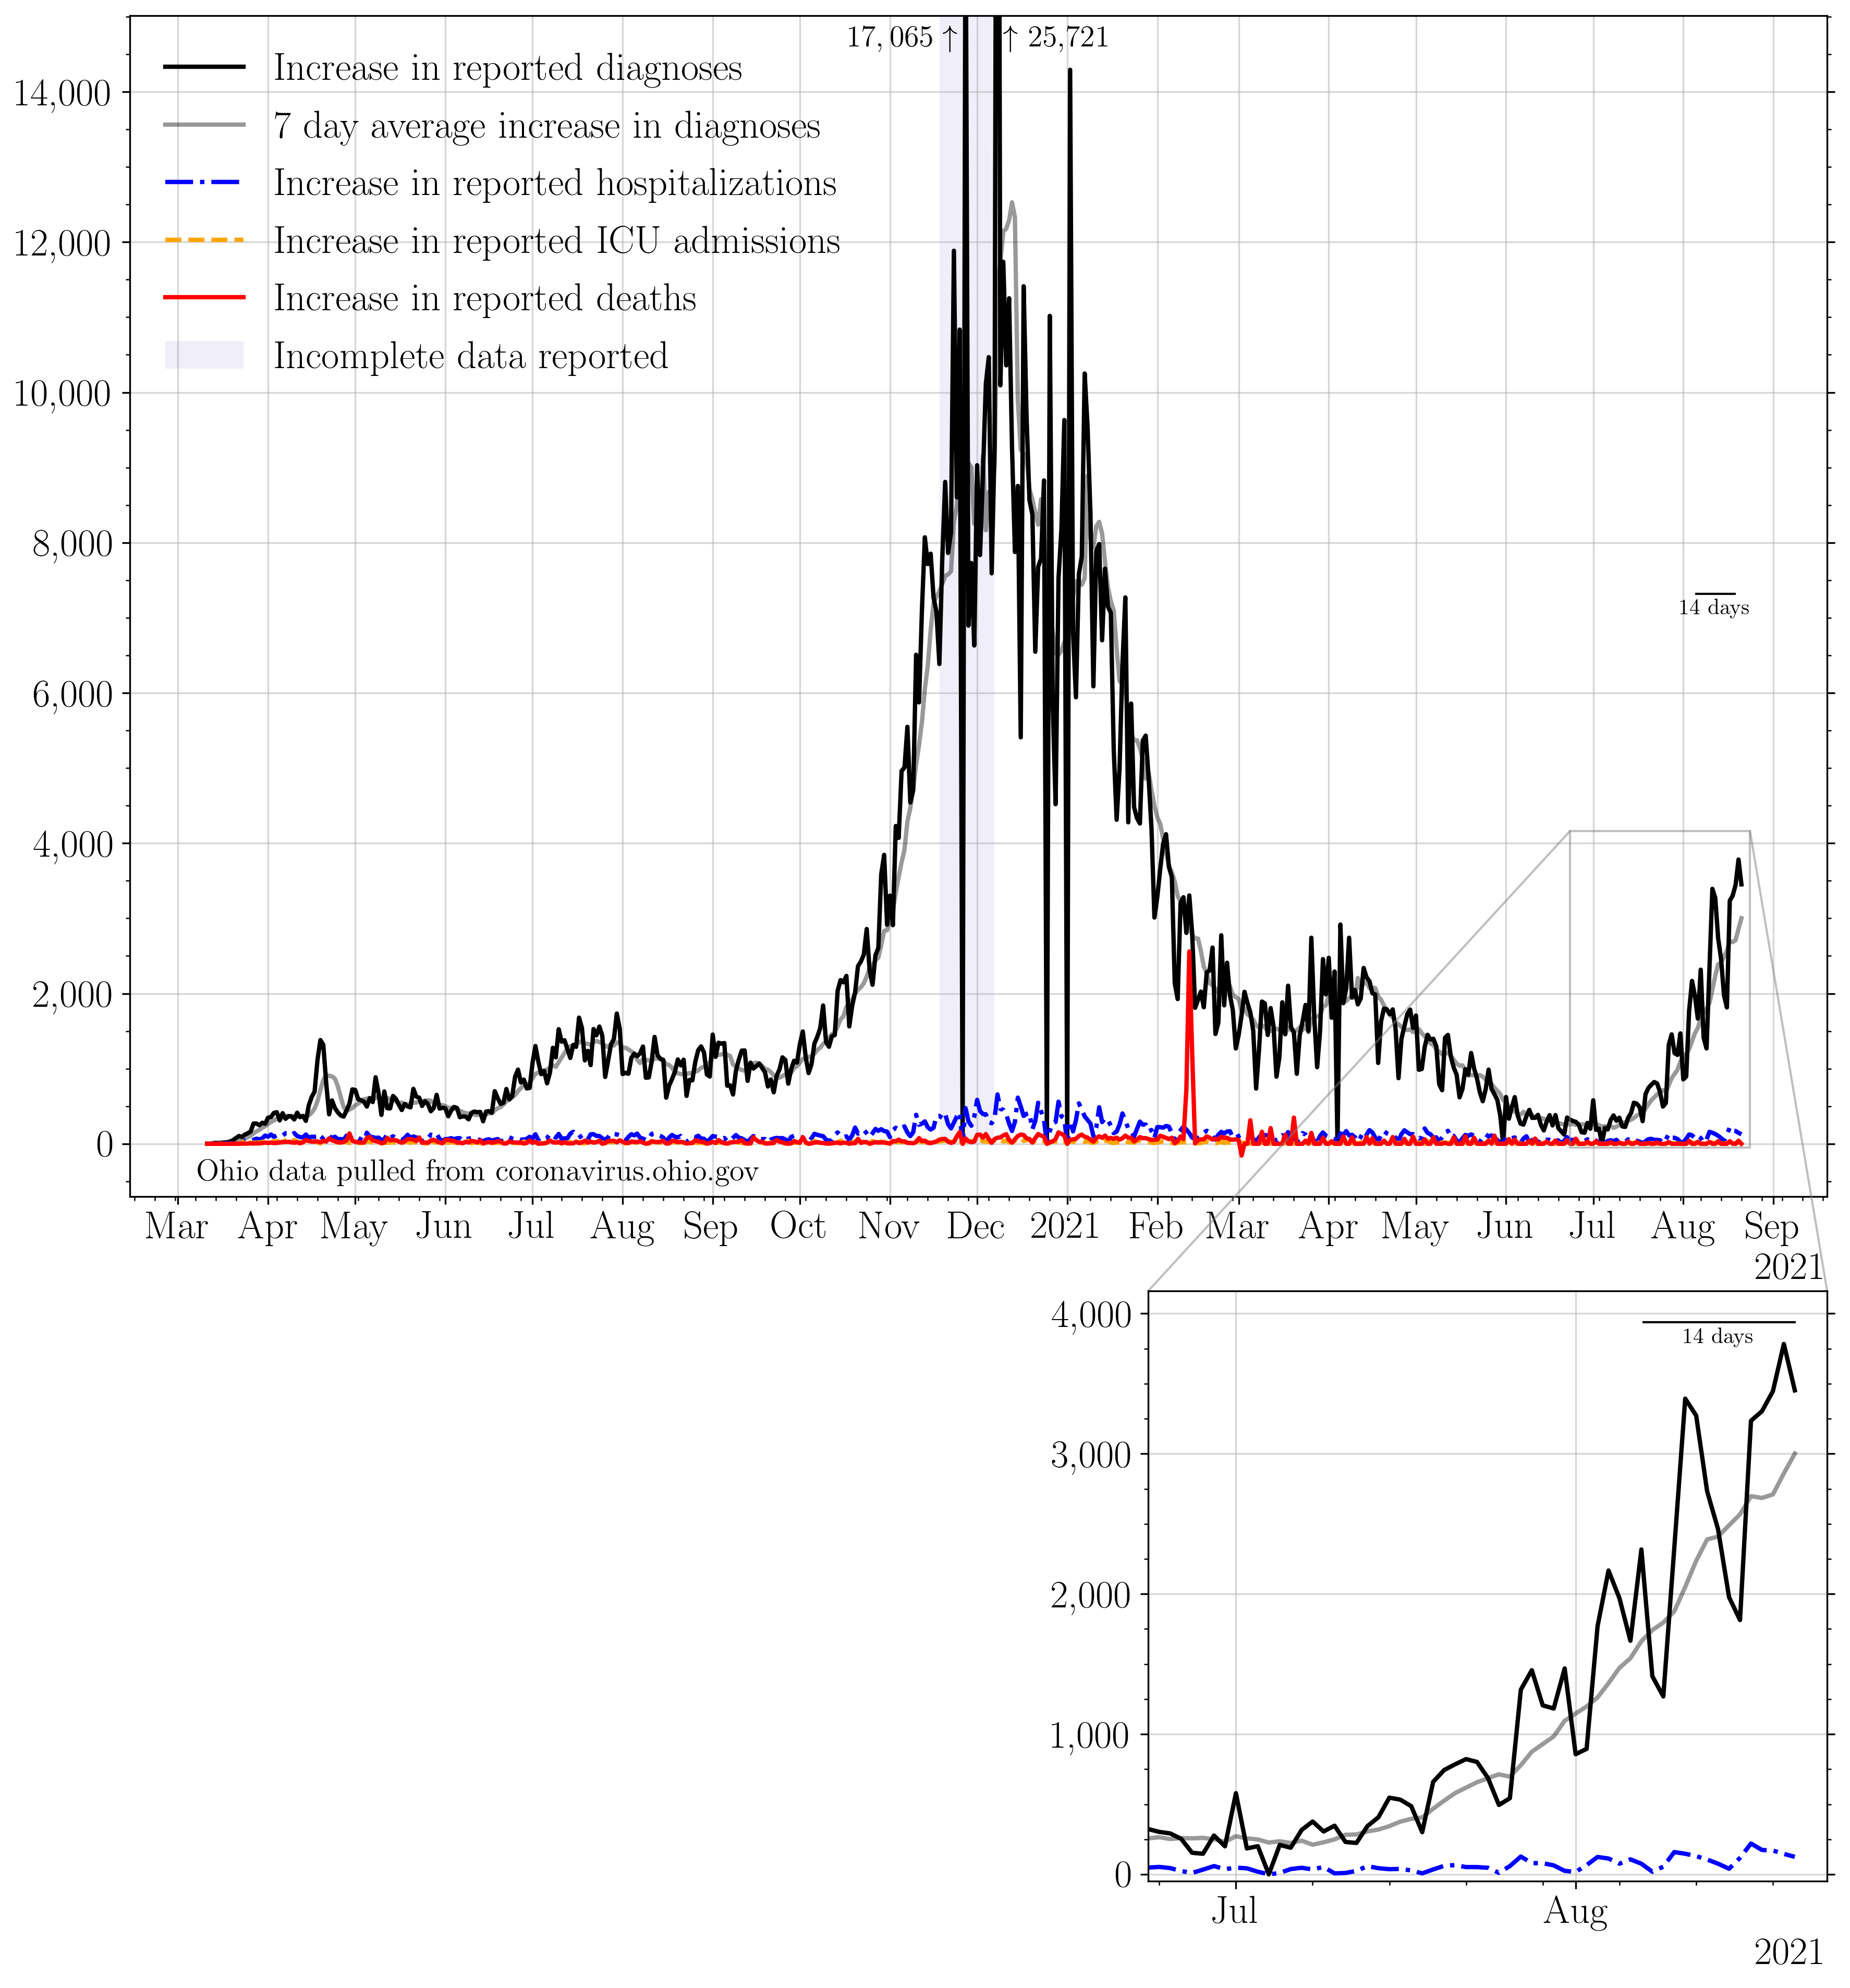 17,065 ↑ ↑ 25,721
Increase in reported diagnoses
7 day average increase in diagnoses
Increase in reported hospitalizations
Increase in reported ICU admissions
Increase in reported deaths
Incomplete data reported
14,000
12,000
10,000
8,000
6,000
4,000
2,000
0
14 days
Ohio data pulled from coronavirus.ohio.gov
Mar Apr May Jun Jul Aug Sep Oct Nov Dec 2021 Feb Mar Apr May Jun Jul Aug Sep
2021
4,000
3,000
2,000
1,000
0
14 days
Jul Aug
2021